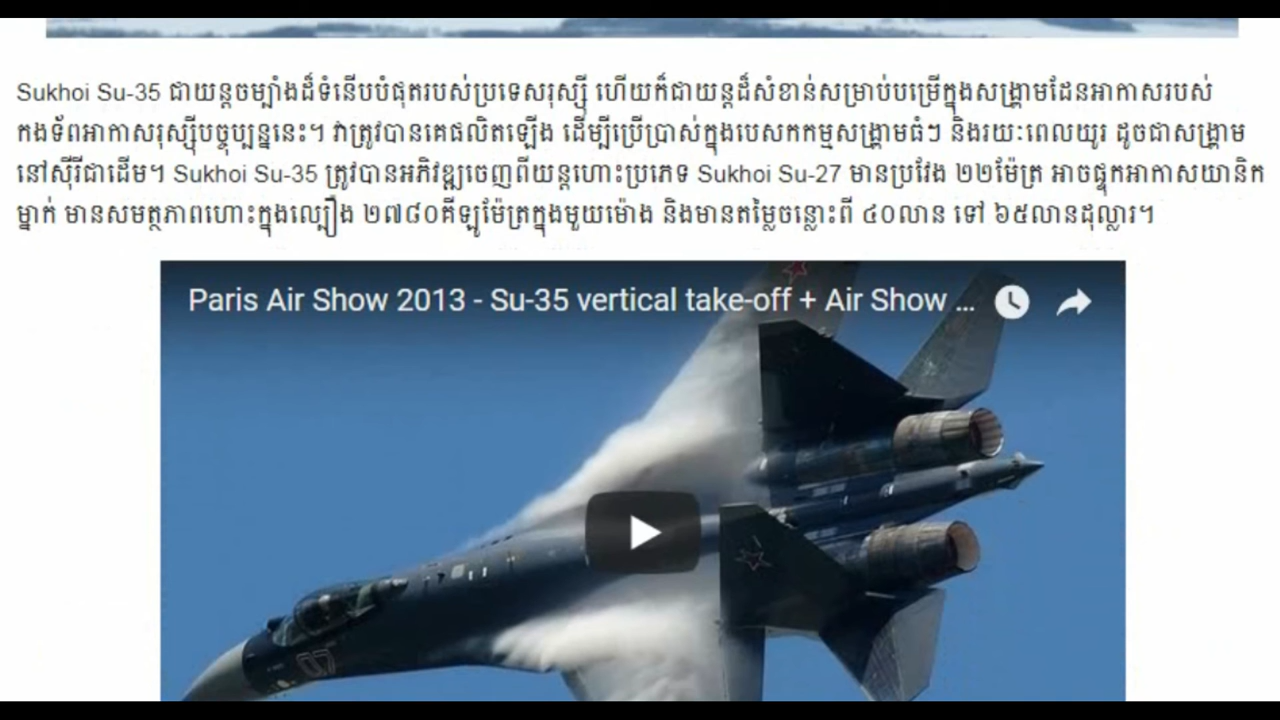 Sukhoi Su-35 ជាយន្តចម្បាំងដ៏ទំនើបបំផុតរបស់ប្រទេសរុស្ស៊ី ហើយក៏ជាយន្តដ៏សំខាន់សម្រាប់បម្រើក្នុងសង្គ្រាមដែនអាកាសរបស់
កងទ័ពអាកាសរុស្ស៊ីបច្ចុប្បន្ននេះ។ វាត្រូវបានគេផលិតឡើង ដើម្បីប្រើប្រាស់ក្នុងបេសកកម្មសង្គ្រាមធំៗ និងរយៈពេលយូរ ដូចជាសង្គ្រាម
នៅស៊ីរីជាដើម។ Sukhoi Su-35 ត្រូវបានអភិវឌ្ឍចេញពីយន្តហោះប្រភេទ Sukhoi Su-27 មានប្រវែង ២២ម៉ែត្រ អាចផ្ទុកអាកាសយានិក
ម្នាក់ មានសមត្ថភាពហោះក្នុងល្បឿង ២៧៨០គីឡូម៉ែត្រក្នុងមួយម៉ោង និងមានតម្លៃចន្លោះពី ៤០លាន ទៅ ៦៥លានដុល្លារ។
Paris Air Show 2013 - Su-35 vertical take-off + Air Show ...
07